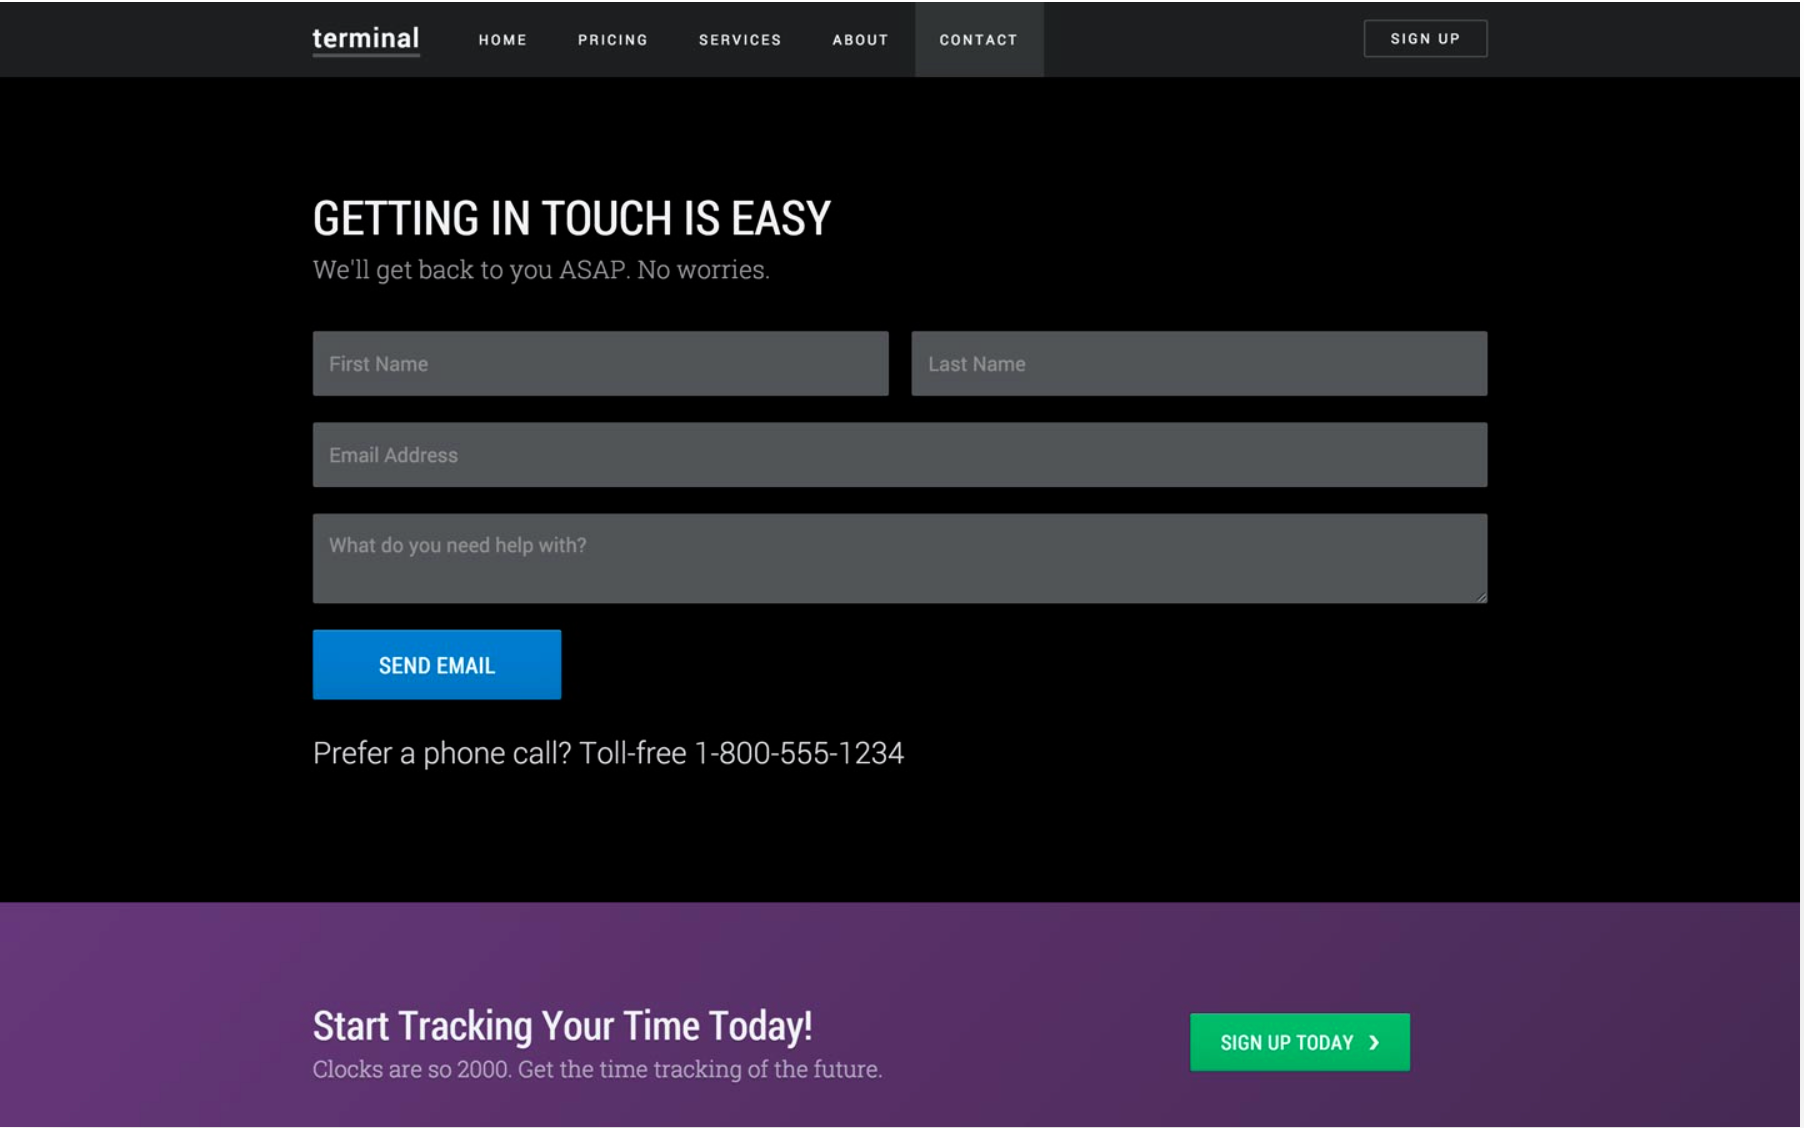 terminal HOME PRICING SERVICES ABOUT CONTACT SIGN UP
GETTING IN TOUCH IS EASY
We'll get back to you ASAP. No worries.
First Name Last Name
Email Address
What do you need help with?
SEND EMAIL
Prefer a phone call? Toll-free 1-800-555-1234
Start Tracking Your Time Today!
Clocks are so 2000. Get the time tracking of the future.
SIGN UP TODAY